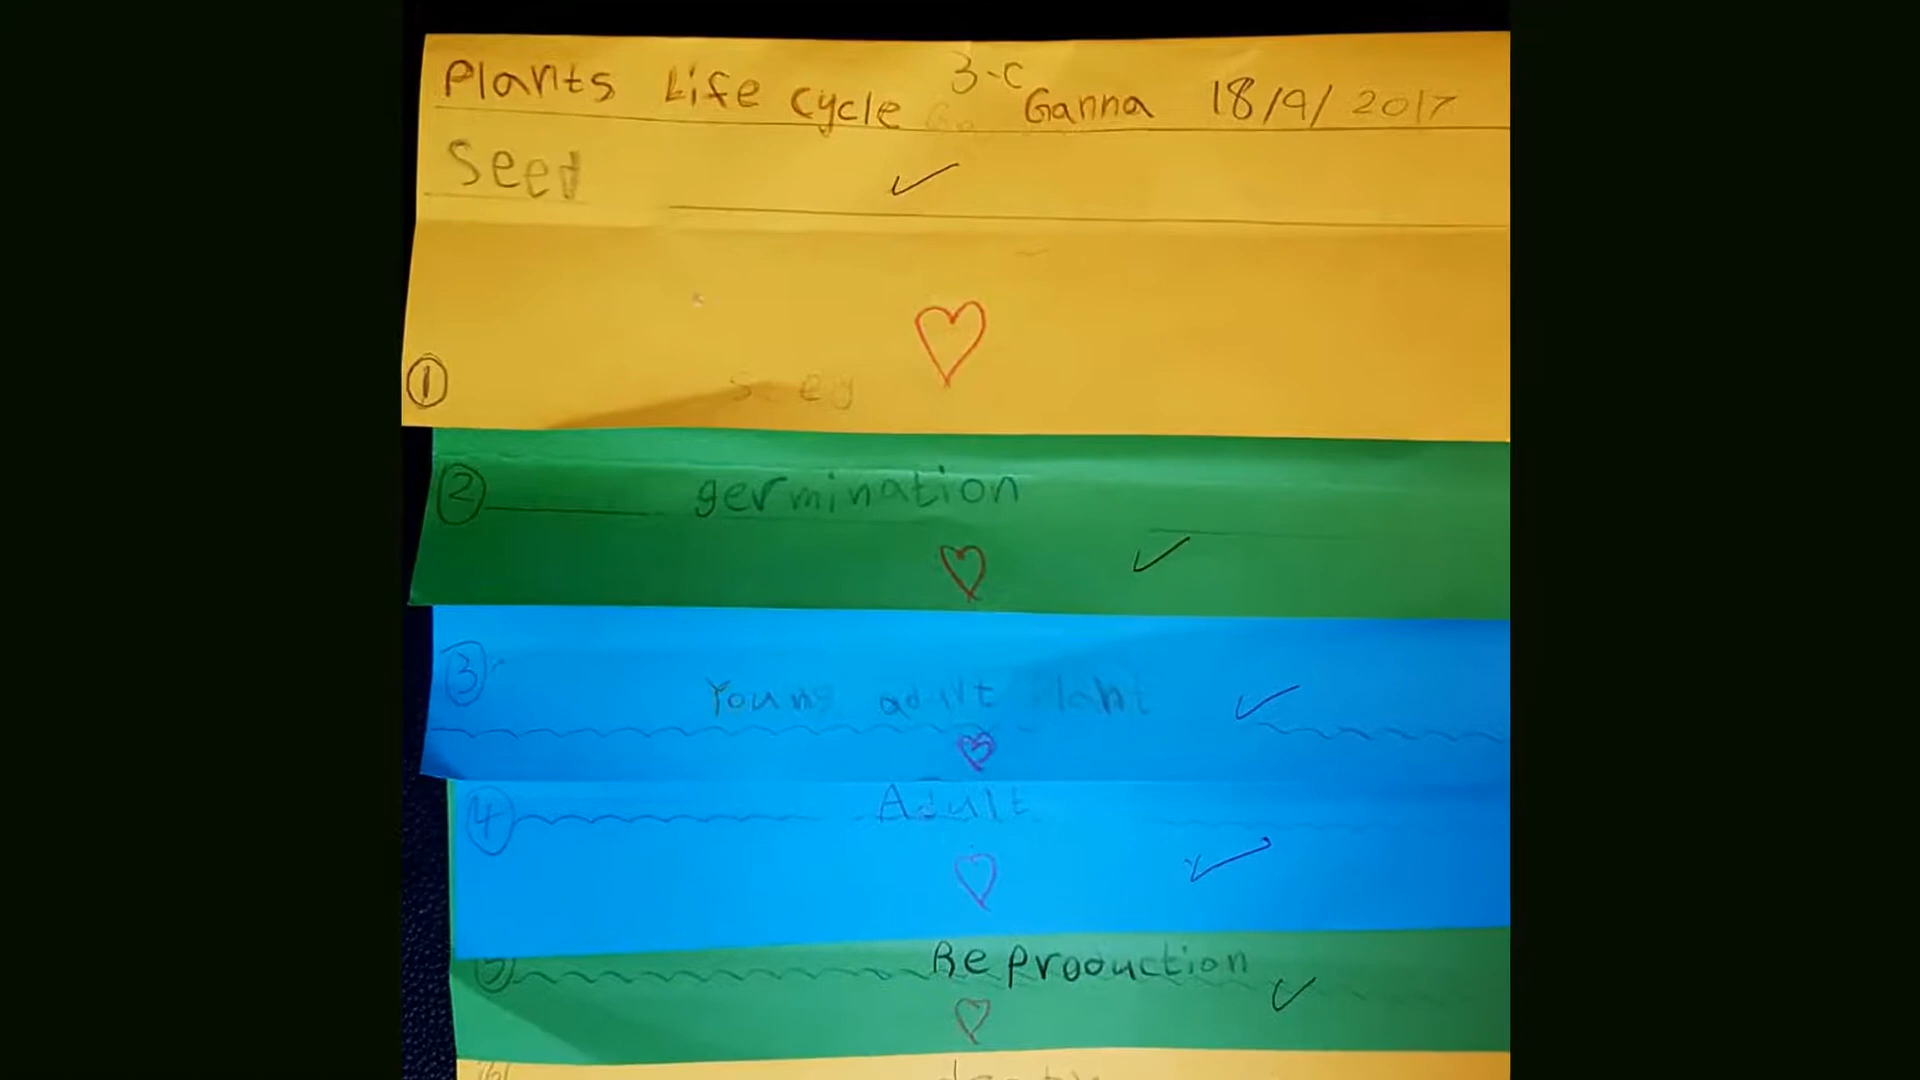 Plants Life Cycle 3-C Ganna 18/9/2017
Seed
1
2 germination
3 Young adult Plant
4 Adult
5 Reproduction